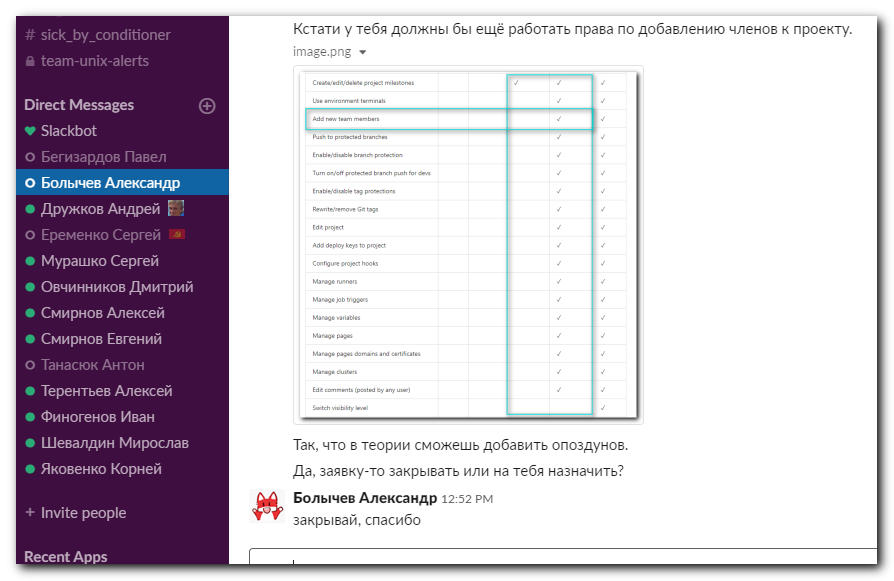 # sick_by_conditioner
team-unix-alerts
Direct Messages
Slackbot
Бегизардов Павел
Болычев Александр
Дружков Андрей
Еременко Сергей
Мурашко Сергей
Овчинников Дмитрий
Смирнов Алексей
Смирнов Евгений
Танасюк Антон
Терентьев Алексей
Финогенов Иван
Шевалдин Мирослав
Яковенко Корней
+ Invite people
Recent Apps
Кстати у тебя должны бы ещё работать права по добавлению членов к проекту.
image.png
Create/edit/delete project milestones ✓ ✓ ✓
Use environment terminals ✓ ✓
Add new team members ✓ ✓
Push to protected branches ✓ ✓
Enable/disable branch protection ✓ ✓
Turn on/off protected branch push for devs ✓ ✓
Enable/disable tag protections ✓ ✓
Rewrite/remove Git tags ✓ ✓
Edit project ✓ ✓
Add deploy keys to project ✓ ✓
Configure project hooks ✓ ✓
Manage runners ✓ ✓
Manage job triggers ✓ ✓
Manage variables ✓ ✓
Manage pages ✓ ✓
Manage pages domains and certificates ✓ ✓
Manage clusters ✓ ✓
Edit comments (posted by any user) ✓ ✓
Switch visibility level ✓
Так, что в теории сможешь добавить опоздунов.
Да, заявку-то закрывать или на тебя назначить?
Болычев Александр 12:52 PM
закрывай, спасибо